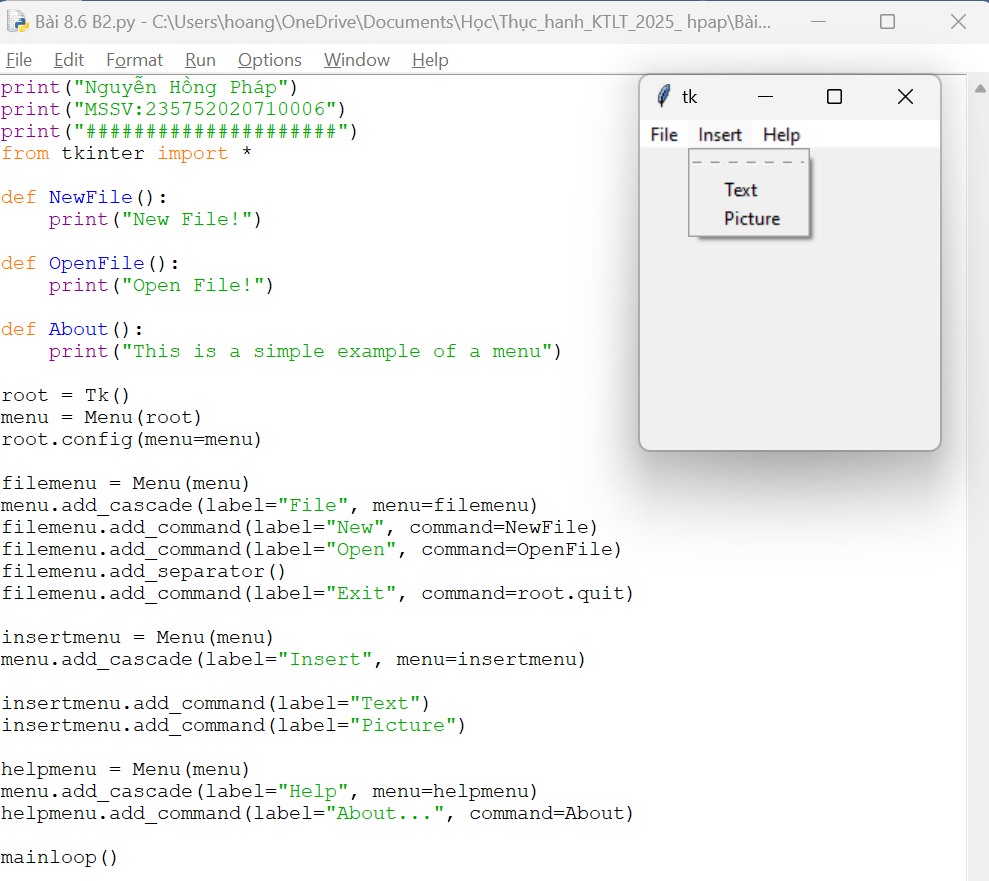 Bài 8.6 B2.py - C:\Users\hoang\OneDrive\Documents\Học\Thục_hanh_KTLT_2025_ hpap\Bài...
File Edit Format Run Options Window Help
print("Nguyễn Hồng Pháp")
print("MSSV:235752020710006")
print("#####################")
from tkinter import *
def NewFile():
    print("New File!")
def OpenFile():
    print("Open File!")
def About():
    print("This is a simple example of a menu")
root = Tk()
menu = Menu(root)
root.config(menu=menu)
filemenu = Menu(menu)
menu.add_cascade(label="File", menu=filemenu)
filemenu.add_command(label="New", command=NewFile)
filemenu.add_command(label="Open", command=OpenFile)
filemenu.add_separator()
filemenu.add_command(label="Exit", command=root.quit)
insertmenu = Menu(menu)
menu.add_cascade(label="Insert", menu=insertmenu)
insertmenu.add_command(label="Text")
insertmenu.add_command(label="Picture")
helpmenu = Menu(menu)
menu.add_cascade(label="Help", menu=helpmenu)
helpmenu.add_command(label="About...", command=About)
mainloop()
tk
File Insert Help
Text
Picture